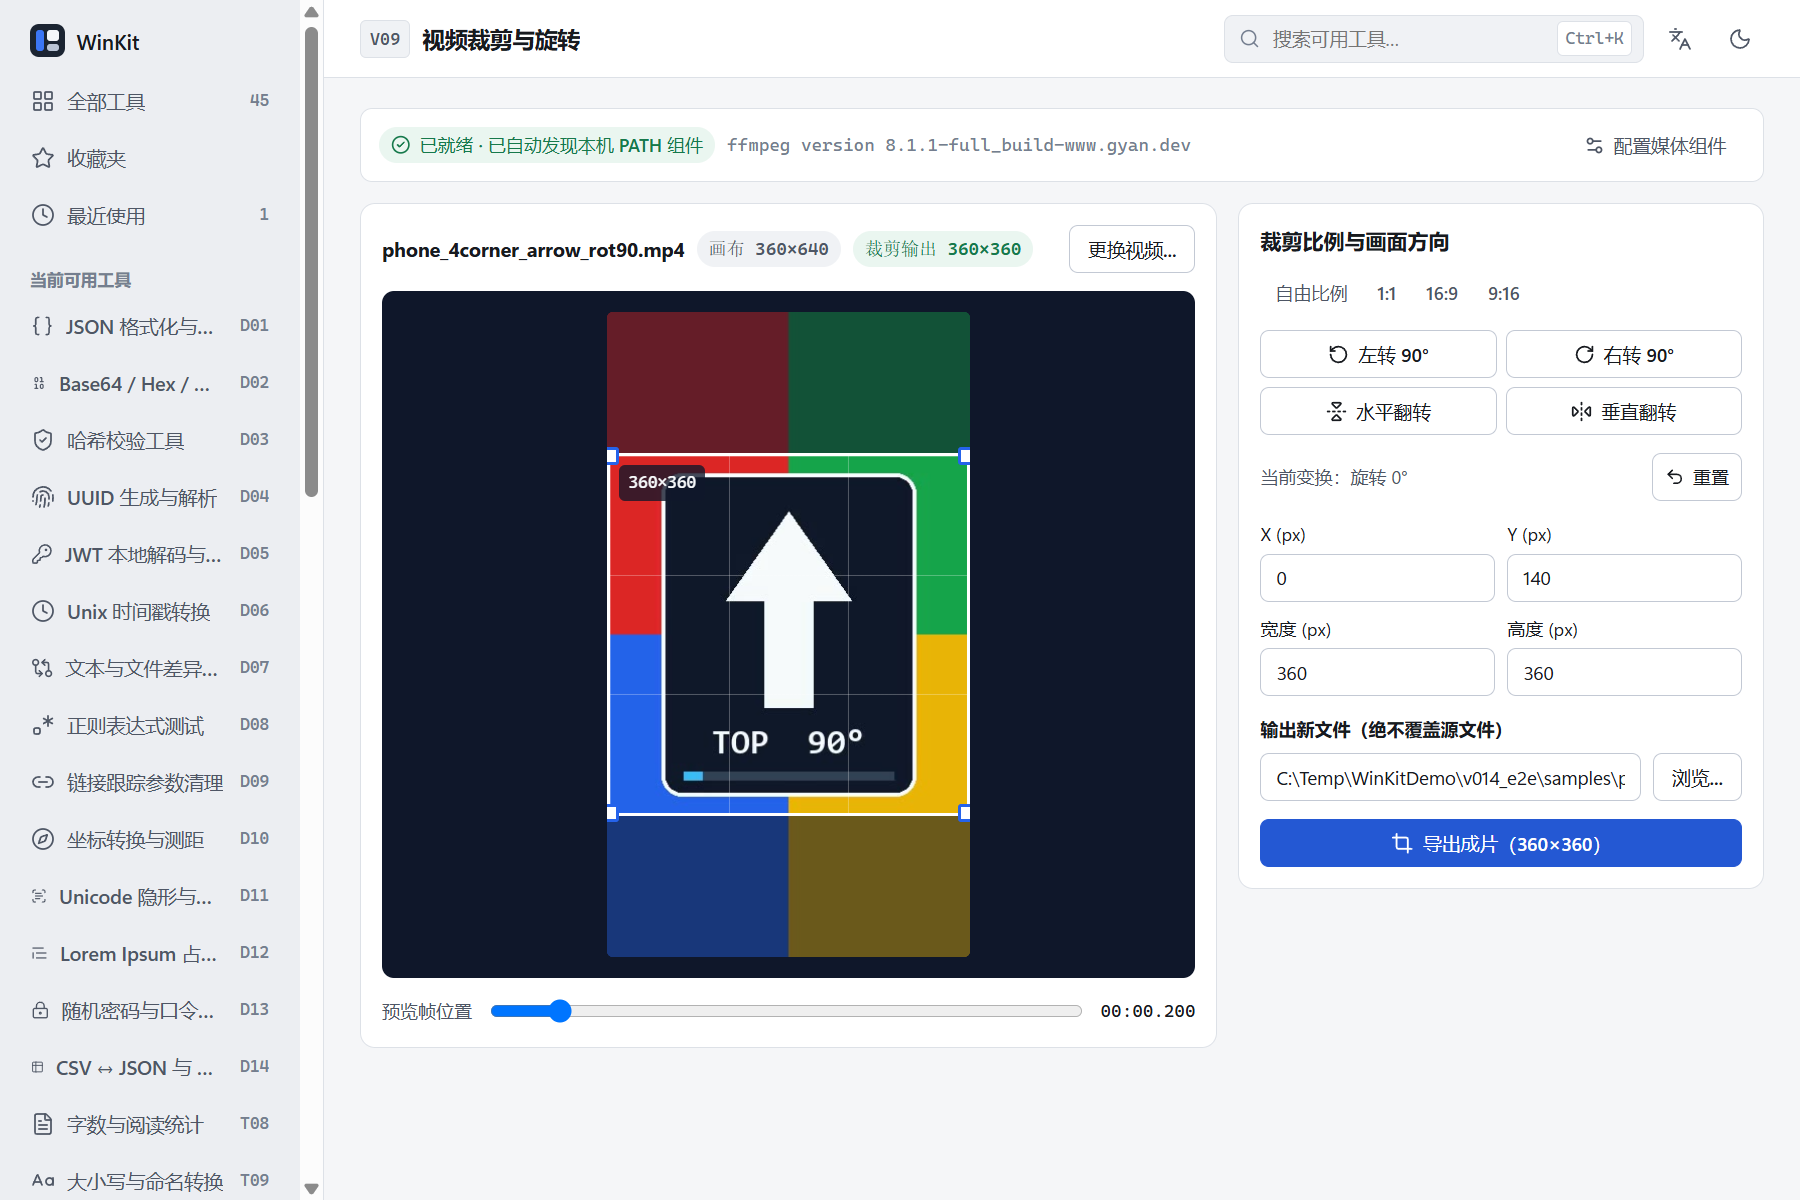 WinKit
全部工具 45
收藏夹
最近使用 1
当前可用工具
JSON 格式化与... D01
Base64 / Hex / ... D02
哈希校验工具 D03
UUID 生成与解析 D04
JWT 本地解码与... D05
Unix 时间戳转换 D06
文本与文件差异... D07
正则表达式测试 D08
链接跟踪参数清理 D09
坐标转换与测距 D10
Unicode 隐形与... D11
Lorem Ipsum 占... D12
随机密码与口令... D13
CSV ↔ JSON 与 ... D14
字数与阅读统计 T08
大小写与命名转换 T09
V09 视频裁剪与旋转
搜索可用工具... Ctrl+K
已就绪 · 已自动发现本机 PATH 组件 ffmpeg version 8.1.1-full_build-www.gyan.dev 配置媒体组件
phone_4corner_arrow_rot90.mp4 画布 360×640 裁剪输出 360×360 更换视频...
360×360
TOP 90°
预览帧位置 00:00.200
裁剪比例与画面方向
自由比例 1:1 16:9 9:16
左转 90° 右转 90°
水平翻转 垂直翻转
当前变换：旋转 0° 重置
X (px) Y (px)
0 140
宽度 (px) 高度 (px)
360 360
输出新文件（绝不覆盖源文件）
C:\Temp\WinKitDemo\v014_e2e\samples\p 浏览...
导出成片（360×360）